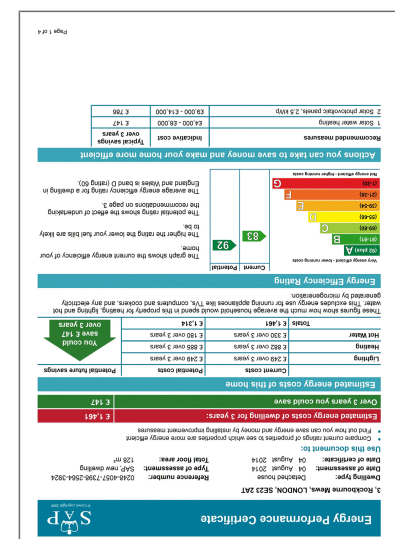 Energy Performance Certificate
SAP
3, Rockbourne Mews, LONDON, SE23 2AT
Dwelling type: Detached house
Date of assessment: 04 August 2014
Date of certificate: 04 August 2014
Reference number: 0248-4057-7398-2564-3924
Type of assessment: SAP, new dwelling
Total floor area: 128 m²
Use this document to:
• Compare current ratings of properties to see which properties are more energy efficient
• Find out how you can save energy and money by installing improvement measures
Estimated energy costs of dwelling for 3 years: £ 1,461
Over 3 years you could save £ 147
Estimated energy costs of this home
Current costs Potential costs Potential future savings
Lighting £ 249 over 3 years £ 249 over 3 years
Heating £ 882 over 3 years £ 885 over 3 years
Hot Water £ 330 over 3 years £ 180 over 3 years
Totals £ 1,461 £ 1,314
You could
save £ 147
over 3 years
These figures show how much the average household would spend in this property for heating, lighting and hot
water. This excludes energy use for running appliances like TVs, computers and cookers, and any electricity
generated by microgeneration.
Energy Efficiency Rating
Current Potential
Very energy efficient - lower running costs
(92 plus) A
(81-91) B
(69-80) C
(55-68) D
(39-54) E
(21-38) F
(1-20) G
Not energy efficient - higher running costs
83
92
The graph shows the current energy efficiency of your
home.
The higher the rating the lower your fuel bills are likely
to be.
The potential rating shows the effect of undertaking
the recommendations on page 3.
The average energy efficiency rating for a dwelling in
England and Wales is band D (rating 60).
Actions you can take to save money and make your home more efficient
Recommended measures Indicative cost Typical savings
over 3 years
1 Solar water heating £4,000 - £6,000 £ 147
2 Solar photovoltaic panels, 2.5 kWp £9,000 - £14,000 £ 786
Page 1 of 4